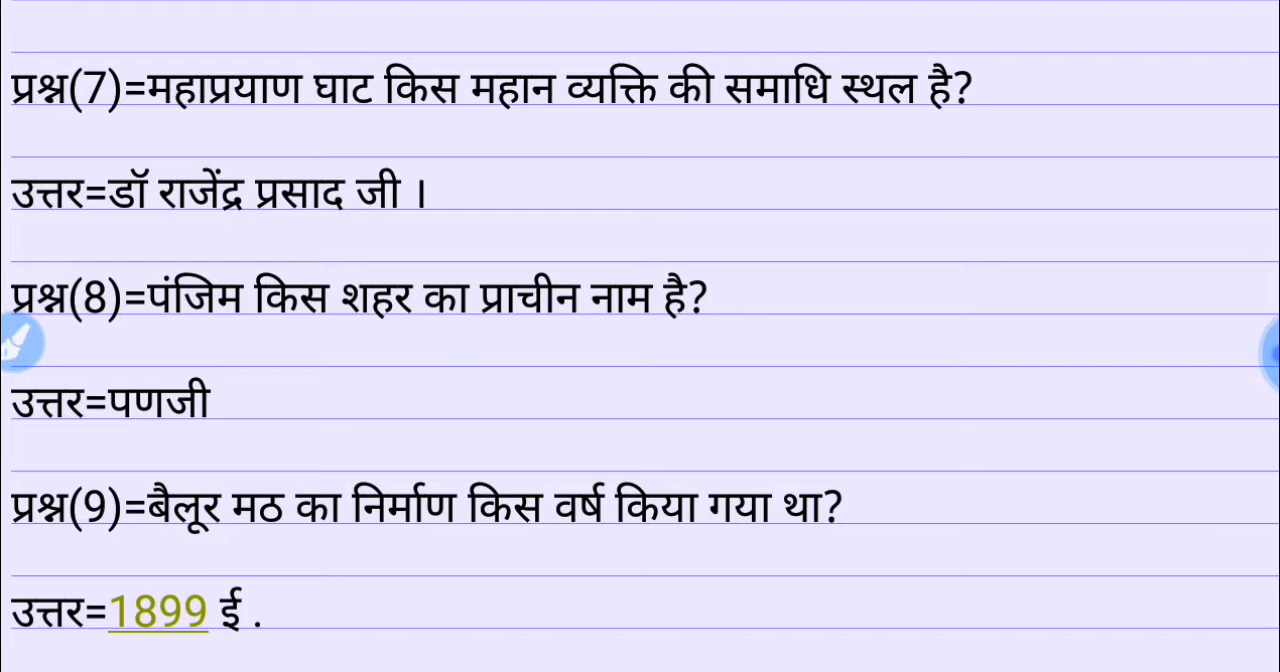 प्रश्न(7)=महाप्रयाण घाट किस महान व्यक्ति की समाधि स्थल है?
उत्तर=डॉ राजेंद्र प्रसाद जी ।
प्रश्न(8)=पंजिम किस शहर का प्राचीन नाम है?
उत्तर=पणजी
प्रश्न(9)=बैलूर मठ का निर्माण किस वर्ष किया गया था?
उत्तर=1899 ई .